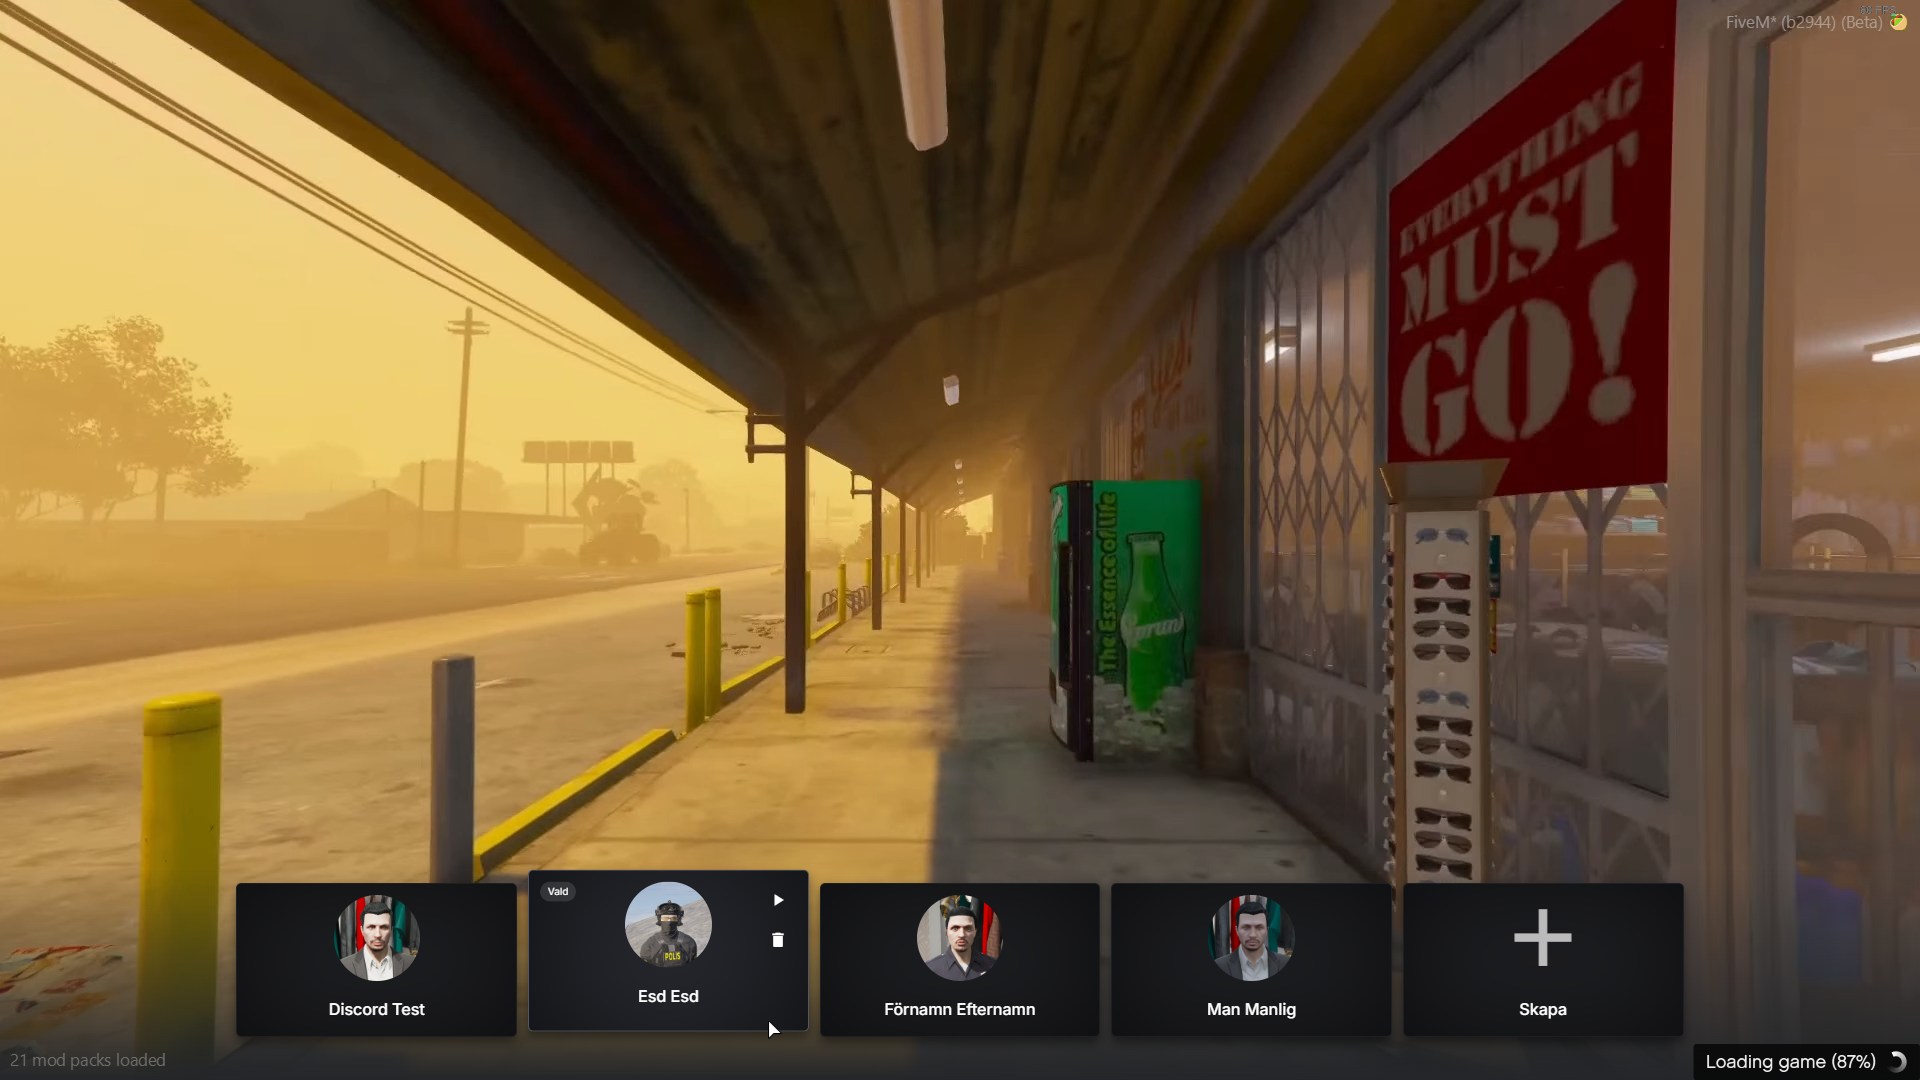 FiveM* (b2944) (Beta)
EVERYTHING
MUST
GO!
Yes!
The Essence of Life
Sprunk
Vald
POLIS
Discord Test
Esd Esd
Förnamn Efternamn
Man Manlig
Skapa
21 mod packs loaded
Loading game (87%)